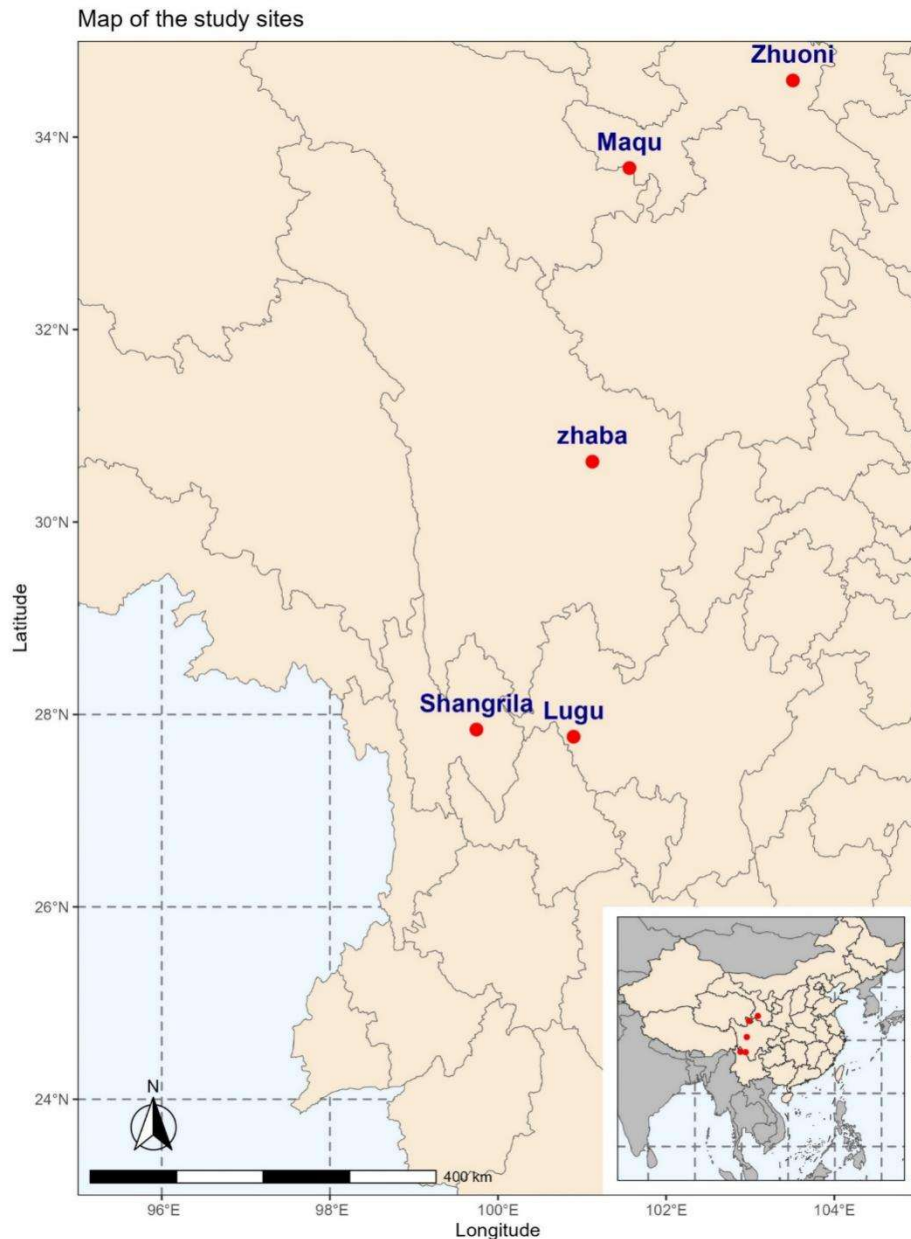 Map of the study sites
Zhuoni
34°N
Maqu
32°N
zhaba
30°N
Latitude
Shangrila
Lugu
28°N
26°N
24°N
N
400 km
96°E
98°E
100°E
102°E
104°E
Longitude